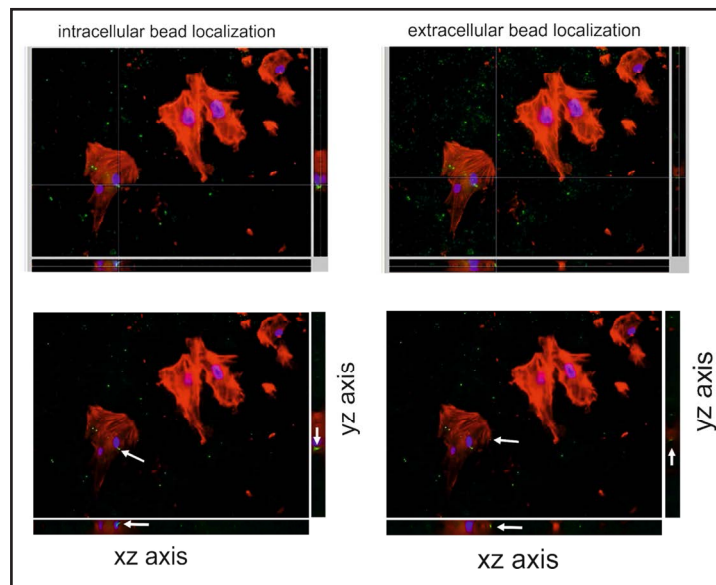 intracellular bead localization
extracellular bead localization
yz axis
yz axis
xz axis
xz axis